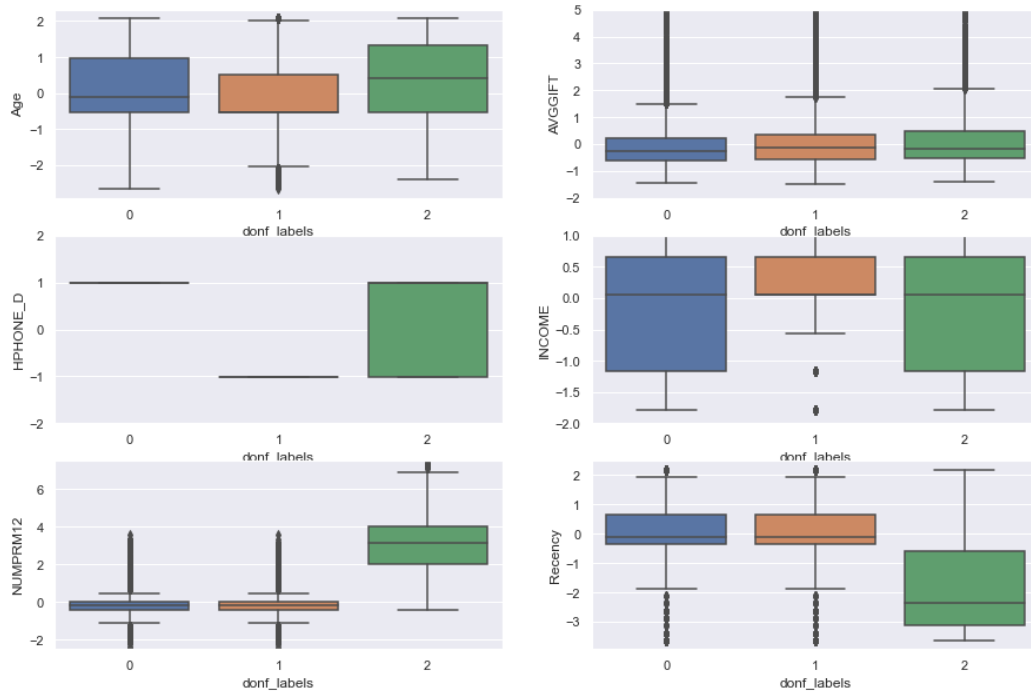 Age
2
1
0
−1
−2
0 1 2
donf_labels
AVGGIFT
5
4
3
2
1
0
−1
−2
0 1 2
donf_labels
HPHONE_D
2
1
0
−1
−2
0 1 2
donf_labels
INCOME
1.0
0.5
0.0
−0.5
−1.0
−1.5
−2.0
0 1 2
donf_labels
NUMPRM12
6
4
2
0
−2
0 1 2
donf_labels
Recency
2
1
0
−1
−2
−3
0 1 2
donf_labels